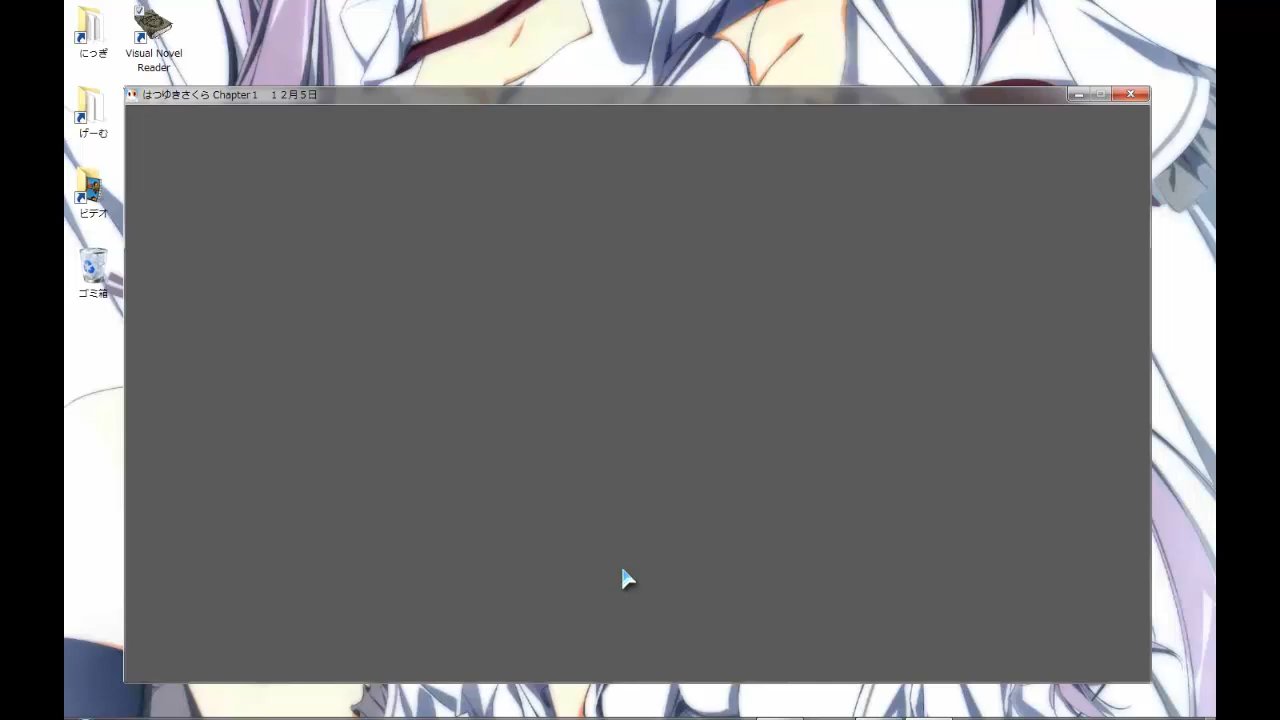 にっぎ
Visual Novel
Reader
はつゆきさくら Chapter1　１２月５日
げーむ
ビデオ
ゴミ箱